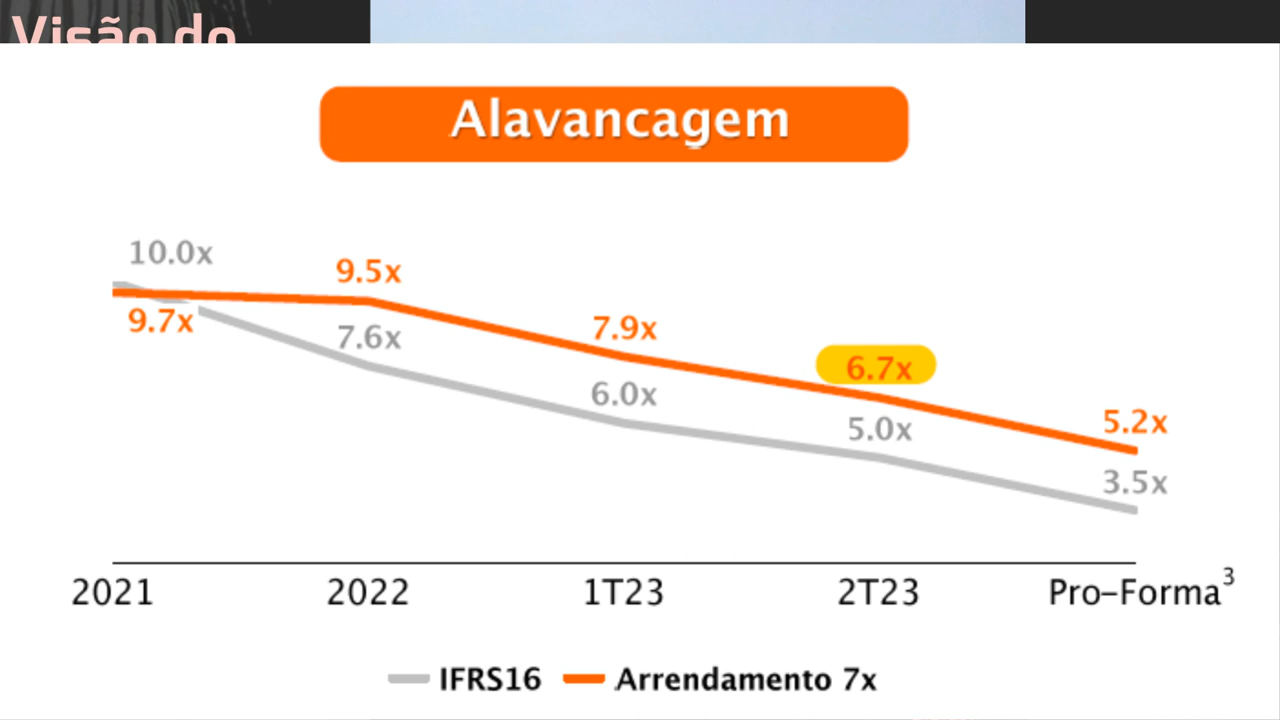 Visão do
Alavancagem
10.0x
9.5x
9.7x
7.6x
7.9x
6.0x
6.7x
5.0x
5.2x
3.5x
2021 2022 1T23 2T23 Pro-Forma³
IFRS16 Arrendamento 7x